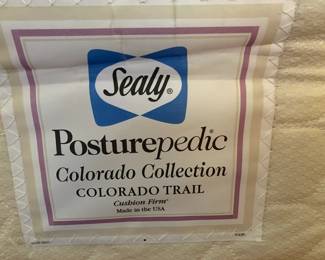 Sealy®
Posturepedic
Colorado Collection
COLORADO TRAIL
Cushion Firm
Made in the USA